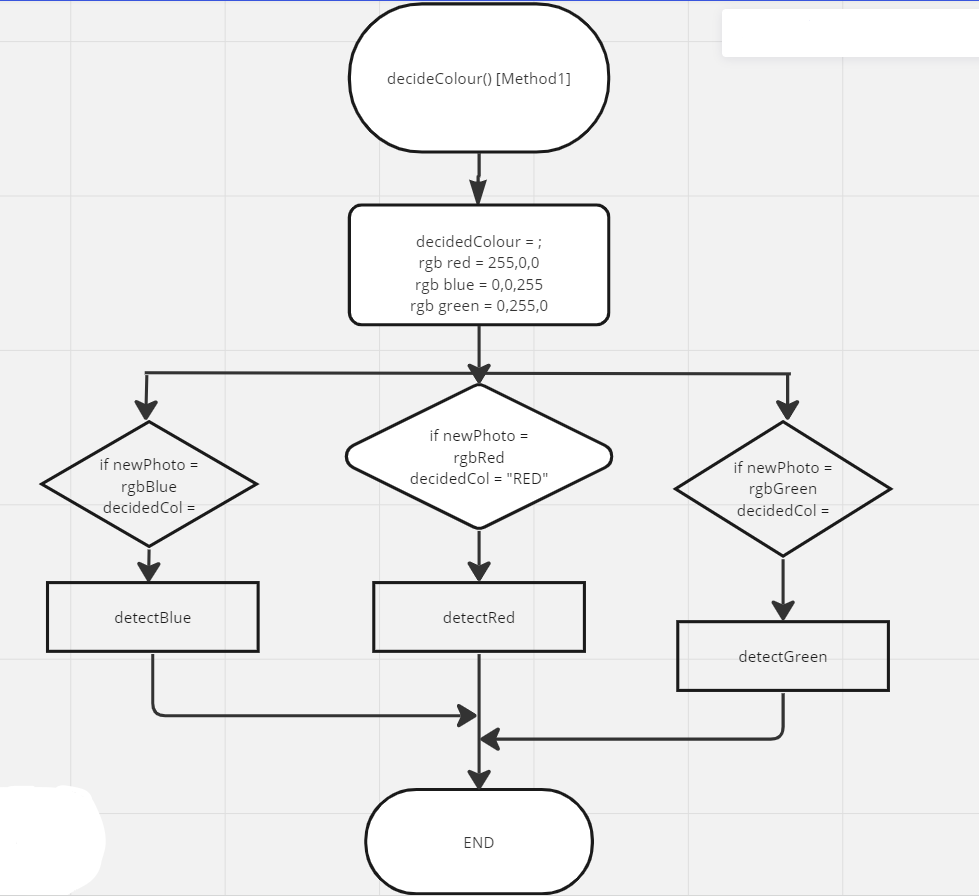 decideColour() [Method1]
decidedColour = ;
rgb red = 255,0,0
rgb blue = 0,0,255
rgb green = 0,255,0
if newPhoto =
rgbBlue
decidedCol =
if newPhoto =
rgbRed
decidedCol = "RED"
if newPhoto =
rgbGreen
decidedCol =
detectBlue
detectRed
detectGreen
END